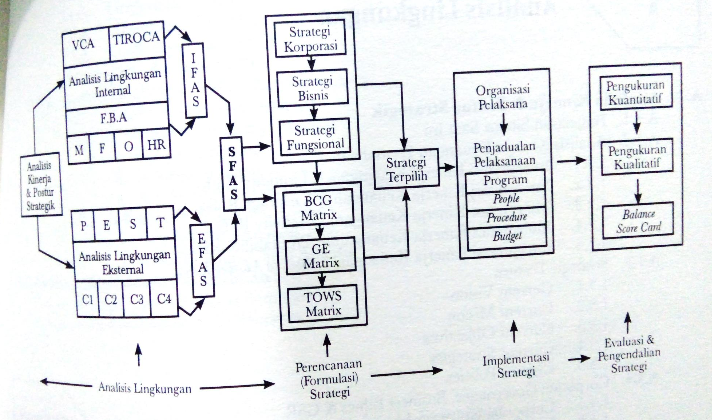 Analisis Lingkungan
VCA TIROCA
Analisis Lingkungan
Internal
F.B.A
M F O HR
I
F
A
S
Analisis
Kinerja
& Postur
Strategik
P E S T
Analisis Lingkungan
Eksternal
C1 C2 C3 C4
E
F
A
S
S
F
A
S
Strategi
Korporasi
Strategi
Bisnis
Strategi
Fungsional
BCG
Matrix
GE
Matrix
TOWS
Matrix
Strategi
Terpilih
Organisasi
Pelaksana
Penjadualan
Pelaksanaan
Program
People
Procedure
Budget
Pengukuran
Kuantitatif
Pengukuran
Kualitatif
Balance
Score Card
Analisis Lingkungan
Perencanaan
(Formulasi)
Strategi
Implementasi
Strategi
Evaluasi &
Pengendalian
Strategi